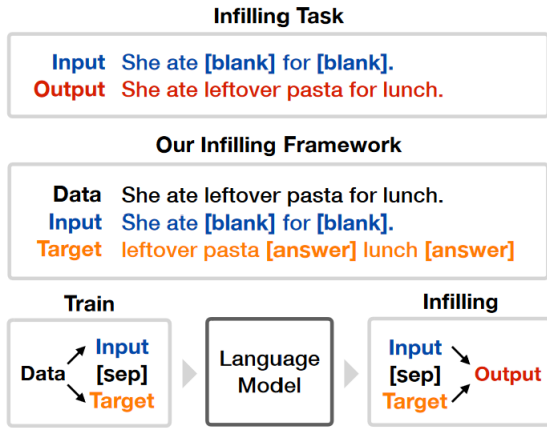 Infilling Task
Input She ate [blank] for [blank].
Output She ate leftover pasta for lunch.
Our Infilling Framework
Data She ate leftover pasta for lunch.
Input She ate [blank] for [blank].
Target leftover pasta [answer] lunch [answer]
Train
Data
Input
[sep]
Target
Language
Model
Infilling
Input
[sep]
Target
Output